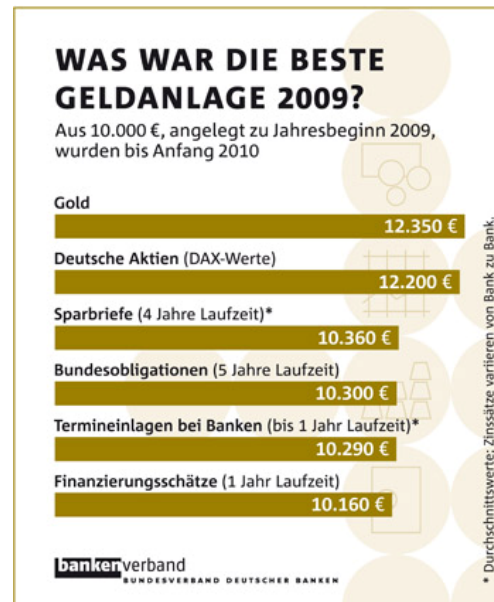 WAS WAR DIE BESTE
GELDANLAGE 2009?
Aus 10.000 €, angelegt zu Jahresbeginn 2009,
wurden bis Anfang 2010
Gold
12.350 €
Deutsche Aktien (DAX-Werte)
12.200 €
Sparbriefe (4 Jahre Laufzeit)*
10.360 €
Bundesobligationen (5 Jahre Laufzeit)
10.300 €
Termineinlagen bei Banken (bis 1 Jahr Laufzeit)*
10.290 €
Finanzierungsschätze (1 Jahr Laufzeit)
10.160 €
bankenverband
BUNDESVERBAND DEUTSCHER BANKEN
* Durchschnittswerte; Zinssätze variieren von Bank zu Bank.